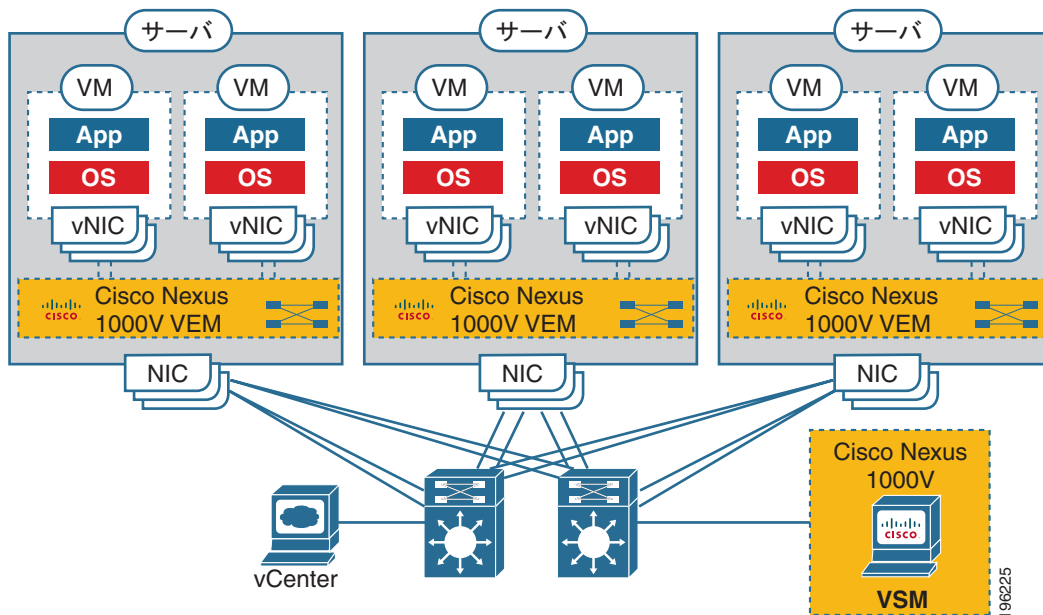 サーバ
サーバ
サーバ
VM
VM
VM
VM
VM
VM
App
App
App
App
App
App
OS
OS
OS
OS
OS
OS
vNIC
vNIC
vNIC
vNIC
vNIC
vNIC
CISCO
Cisco Nexus
1000V VEM
CISCO
Cisco Nexus
1000V VEM
CISCO
Cisco Nexus
1000V VEM
NIC
NIC
NIC
Cisco Nexus
1000V
CISCO
VSM
vCenter
196225